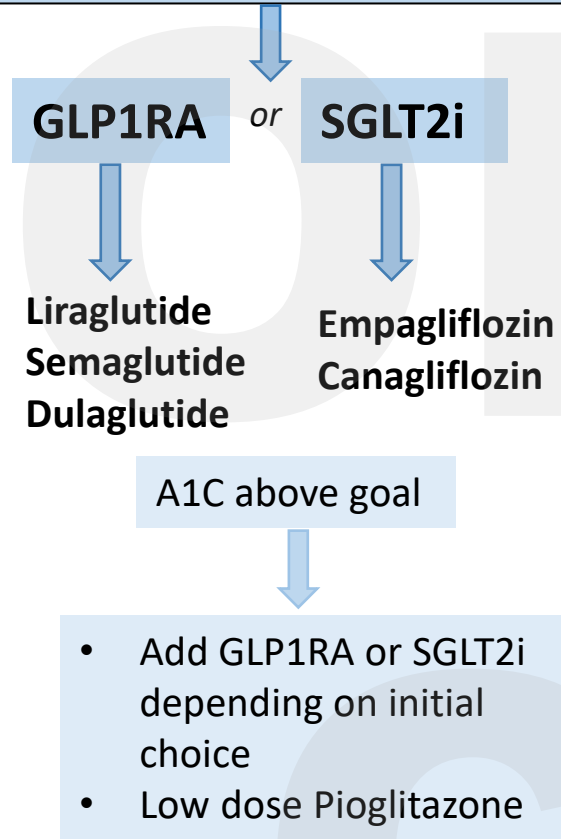 GLP1RA or SGLT2i
Liraglutide
Semaglutide
Dulaglutide
Empagliflozin
Canagliflozin
A1C above goal
• Add GLP1RA or SGLT2i
depending on initial
choice
• Low dose Pioglitazone